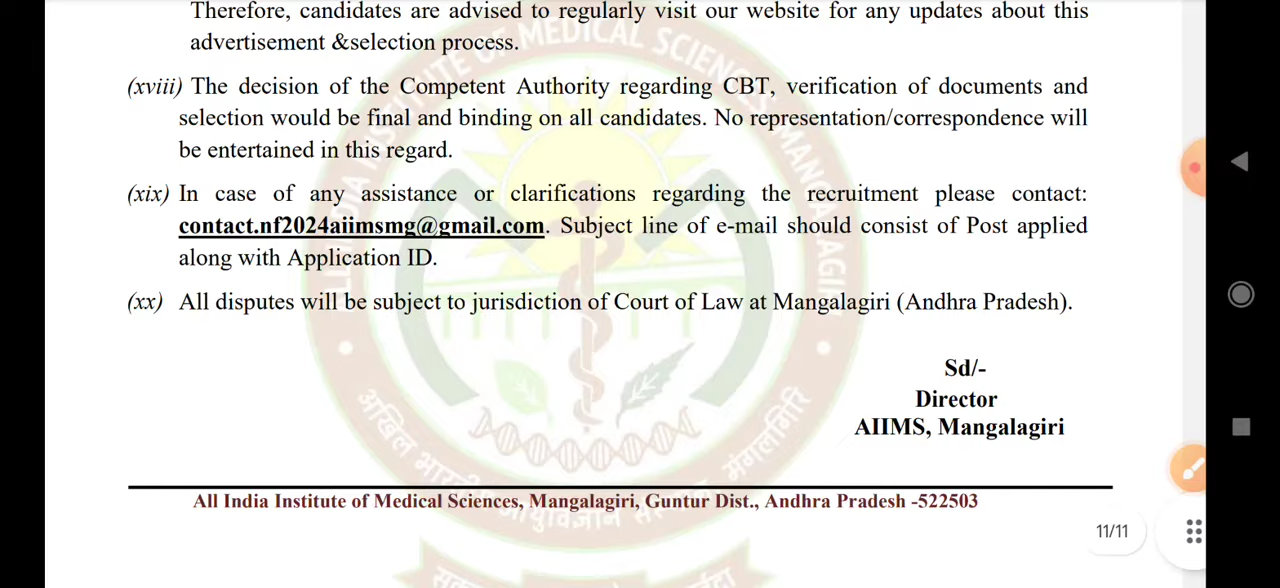 Therefore, candidates are advised to regularly visit our website for any updates about this
advertisement &selection process.
(xviii) The decision of the Competent Authority regarding CBT, verification of documents and
selection would be final and binding on all candidates. No representation/correspondence will
be entertained in this regard.
(xix) In case of any assistance or clarifications regarding the recruitment please contact:
contact.nf2024aiimsmg@gmail.com. Subject line of e-mail should consist of Post applied
along with Application ID.
(xx) All disputes will be subject to jurisdiction of Court of Law at Mangalagiri (Andhra Pradesh).
Sd/-
Director
AIIMS, Mangalagiri
All India Institute of Medical Sciences, Mangalagiri, Guntur Dist., Andhra Pradesh -522503
11/11